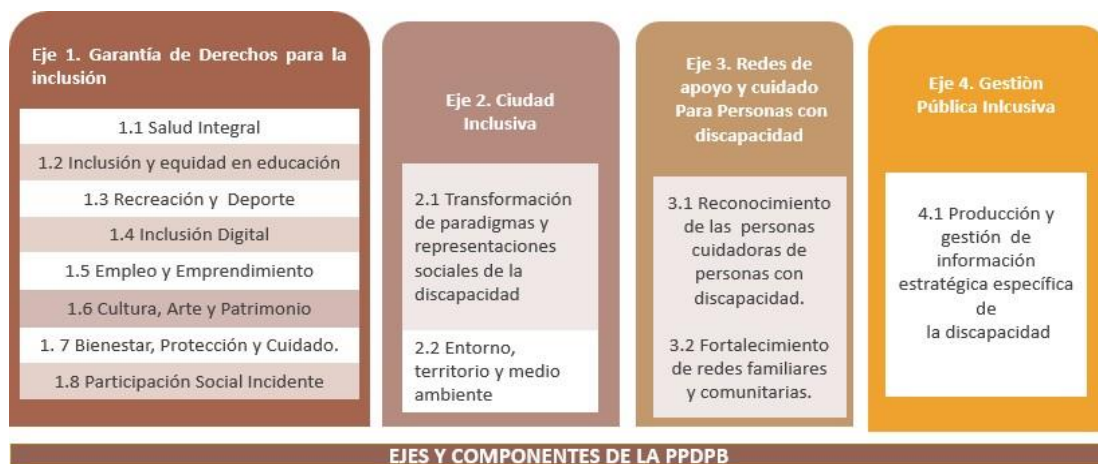 Eje 1. Garantía de Derechos para la
inclusión
1.1 Salud Integral
1.2 Inclusión y equidad en educación
1.3 Recreación y Deporte
1.4 Inclusión Digital
1.5 Empleo y Emprendimiento
1.6 Cultura, Arte y Patrimonio
1. 7 Bienestar, Protección y Cuidado.
1.8 Participación Social Incidente
Eje 2. Ciudad
Inclusiva
2.1 Transformación
de paradigmas y
representaciones
sociales de la
discapacidad
2.2 Entorno,
territorio y medio
ambiente
Eje 3. Redes de
apoyo y cuidado
Para Personas con
discapacidad
3.1 Reconocimiento
de las personas
cuidadoras de
personas con
discapacidad.
3.2 Fortalecimiento
de redes familiares
y comunitarias.
Eje 4. Gestiòn
Pública Inlcusiva
4.1 Producción y
gestión de
información
estratégica específica
de
la discapacidad
EJES Y COMPONENTES DE LA PPDPB